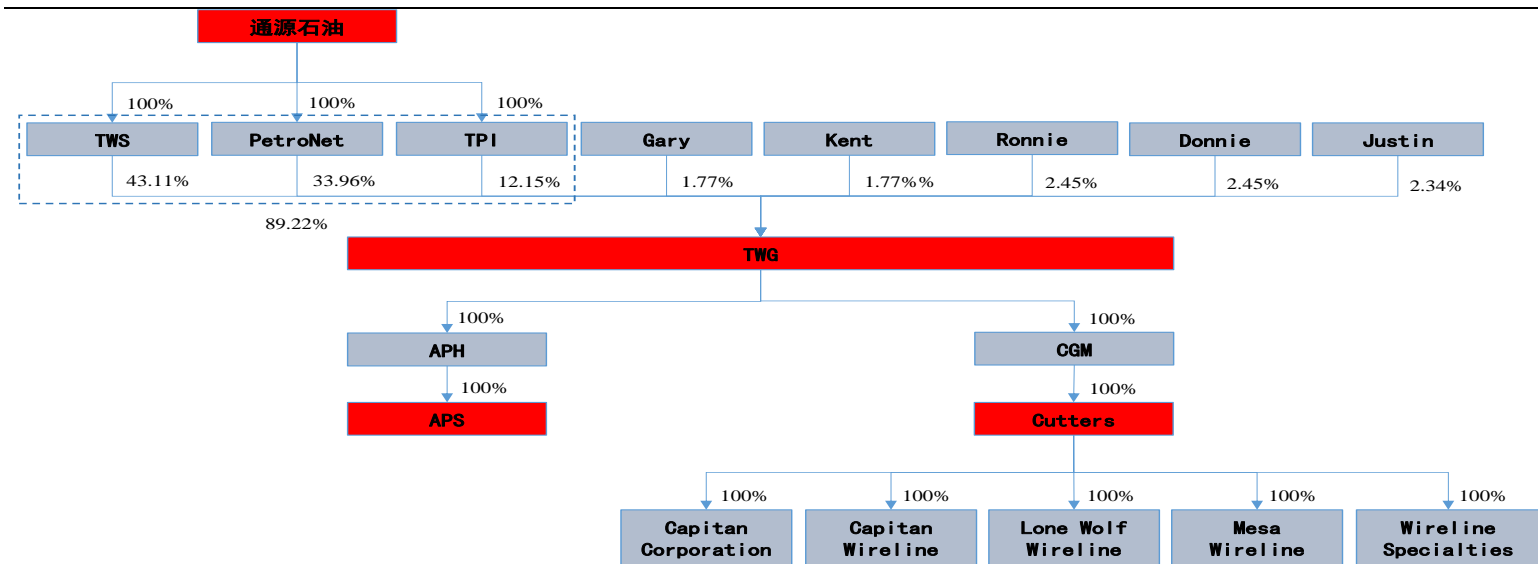 通源石油
100%
100%
100%
TWS
PetroNet
TPI
Gary
Kent
Ronnie
Donnie
Justin
43.11%
33.96%
12.15%
1.77%
1.77%%
2.45%
2.45%
2.34%
89.22%
TWG
100%
100%
APH
CGM
100%
100%
APS
Cutters
100%
100%
100%
100%
100%
Capitan
Corporation
Capitan
Wireline
Lone Wolf
Wireline
Mesa
Wireline
Wireline
Specialties